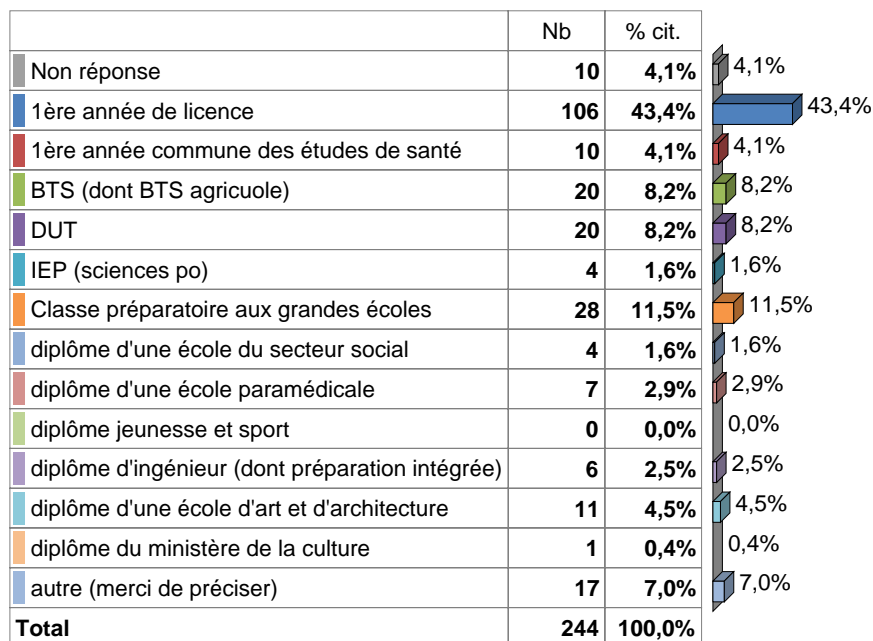 Nb % cit.
Non réponse 10 4,1% 4,1%
1ère année de licence 106 43,4% 43,4%
1ère année commune des études de santé 10 4,1% 4,1%
BTS (dont BTS agricuole) 20 8,2% 8,2%
DUT 20 8,2% 8,2%
IEP (sciences po) 4 1,6% 1,6%
Classe préparatoire aux grandes écoles 28 11,5% 11,5%
diplôme d'une école du secteur social 4 1,6% 1,6%
diplôme d'une école paramédicale 7 2,9% 2,9%
diplôme jeunesse et sport 0 0,0% 0,0%
diplôme d'ingénieur (dont préparation intégrée) 6 2,5% 2,5%
diplôme d'une école d'art et d'architecture 11 4,5% 4,5%
diplôme du ministère de la culture 1 0,4% 0,4%
autre (merci de préciser) 17 7,0% 7,0%
Total 244 100,0%